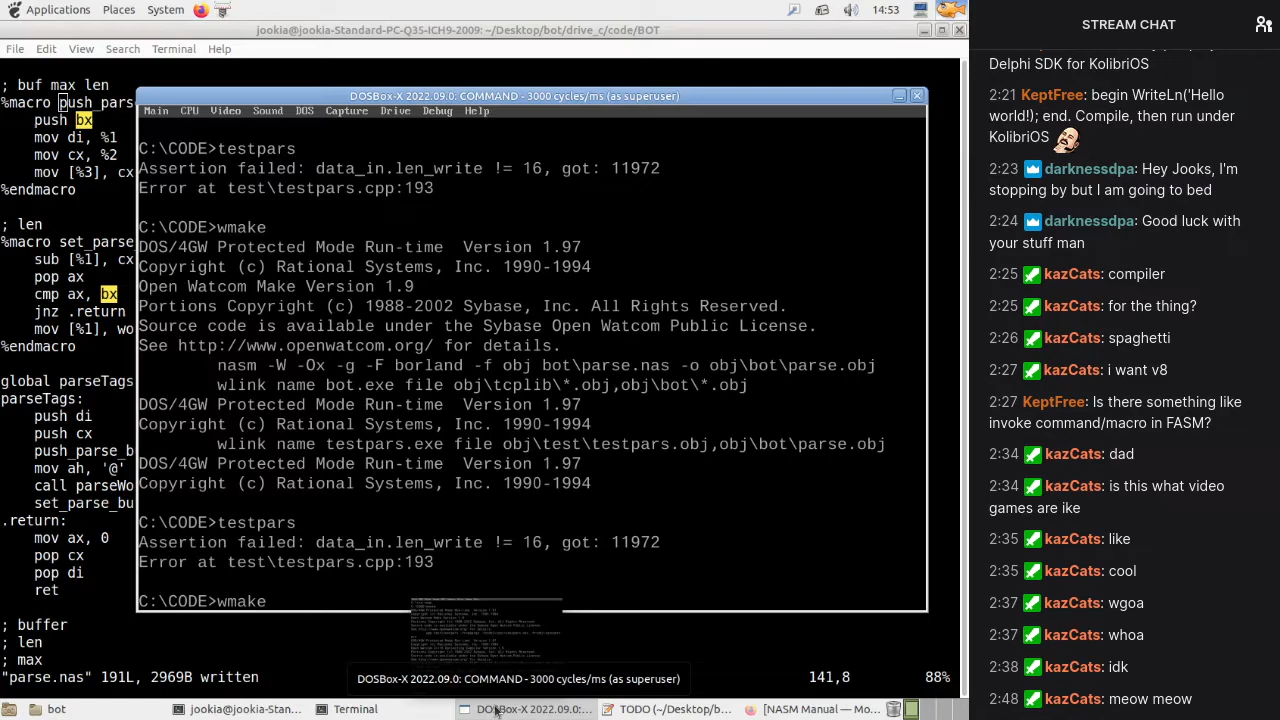 Applications Places System 14:53
jookia@jookia-Standard-PC-Q35-ICH9-2009: ~/Desktop/bot/drive_c/code/BOT
File Edit View Search Terminal Help
; buf max len
%macro push_pars
push bx
mov di, %1
mov cx, %2
mov [%3], cx
%endmacro
; len
%macro set_parse_
sub [%1], cx
pop ax
cmp ax, bx
jnz .return
mov [%1], wo
%endmacro
global parseTags
parseTags:
push di
push cx
push_parse_b
mov ah, '@'
call parseWo
set_parse_bu
.return:
mov ax, 0
pop cx
pop di
ret
; buffer
; len
; max
"parse.nas" 191L, 2969B written 141,8 88%
DOSBox-X 2022.09.0: COMMAND - 3000 cycles/ms (as superuser)
Main CPU Video Sound DOS Capture Drive Debug Help
C:\CODE>testpars
Assertion failed: data_in.len_write != 16, got: 11972
Error at test\testpars.cpp:193
C:\CODE>wmake
DOS/4GW Protected Mode Run-time Version 1.97
Copyright (c) Rational Systems, Inc. 1990-1994
Open Watcom Make Version 1.9
Portions Copyright (c) 1988-2002 Sybase, Inc. All Rights Reserved.
Source code is available under the Sybase Open Watcom Public License.
See http://www.openwatcom.org/ for details.
nasm -W -Ox -g -F borland -f obj bot\parse.nas -o obj\bot\parse.obj
wlink name bot.exe file obj\tcplib\*.obj,obj\bot\*.obj
DOS/4GW Protected Mode Run-time Version 1.97
Copyright (c) Rational Systems, Inc. 1990-1994
wlink name testpars.exe file obj\test\testpars.obj,obj\bot\parse.obj
DOS/4GW Protected Mode Run-time Version 1.97
Copyright (c) Rational Systems, Inc. 1990-1994
C:\CODE>testpars
Assertion failed: data_in.len_write != 16, got: 11972
Error at test\testpars.cpp:193
C:\CODE>wmake
DOSBox-X 2022.09.0: COMMAND - 3000 cycles/ms (as superuser)
bot jookia@jookia-Stan... Terminal DOSBox-X 2022.09.0:... TODO (~/Desktop/b... [NASM Manual — Mo...
STREAM CHAT
Delphi SDK for KolibriOS
2:21 KeptFree: begin WriteLn('Hello
world!); end. Compile, then run under
KolibriOS
2:23 darknessdpa: Hey Jooks, I'm
stopping by but I am going to bed
2:24 darknessdpa: Good luck with
your stuff man
2:25 kazCats: compiler
2:25 kazCats: for the thing?
2:26 kazCats: spaghetti
2:27 kazCats: i want v8
2:27 KeptFree: Is there something like
invoke command/macro in FASM?
2:34 kazCats: dad
2:34 kazCats: is this what video
games are ike
2:35 kazCats: like
2:35 kazCats: cool
2:37 kazCats: ogey
2:37 kazCats: lua
2:38 kazCats: idk
2:48 kazCats: meow meow